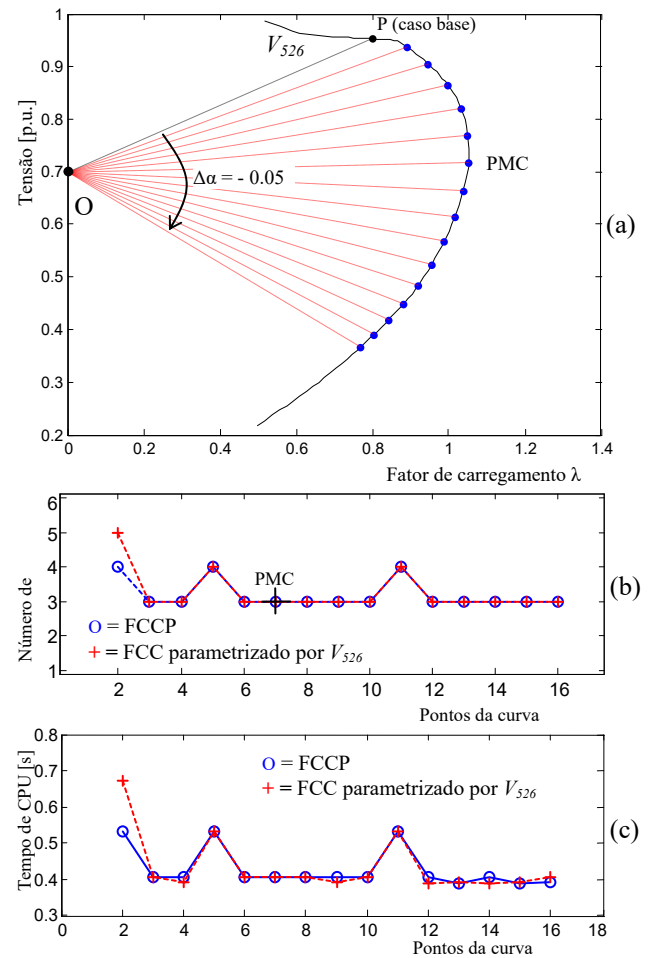 1
P (caso base)
V526
0.9
0.8
Tensão [p.u.]
0.7
PMC
Δα = - 0.05
O
(a)
0.6
0.5
0.4
0.3
0.2
0 0.2 0.4 0.6 0.8 1 1.2 1.4
Fator de carregamento λ
6
5
4
3
2
1
Número de
PMC
(b)
O = FCCP
+ = FCC parametrizado por V526
2 4 6 8 10 12 14 16
Pontos da curva
0.8
0.7
0.6
0.5
0.4
0.3
Tempo de CPU [s]
O = FCCP
+ = FCC parametrizado por V526
(c)
0 2 4 6 8 10 12 14 16 18
Pontos da curva